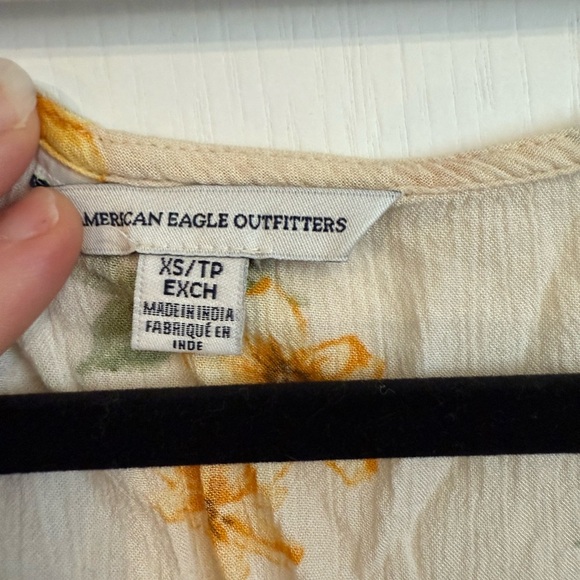 AMERICAN EAGLE OUTFITTERS
XS/TP
EXCH
MADE IN INDIA
FABRIQUÉ EN
INDE